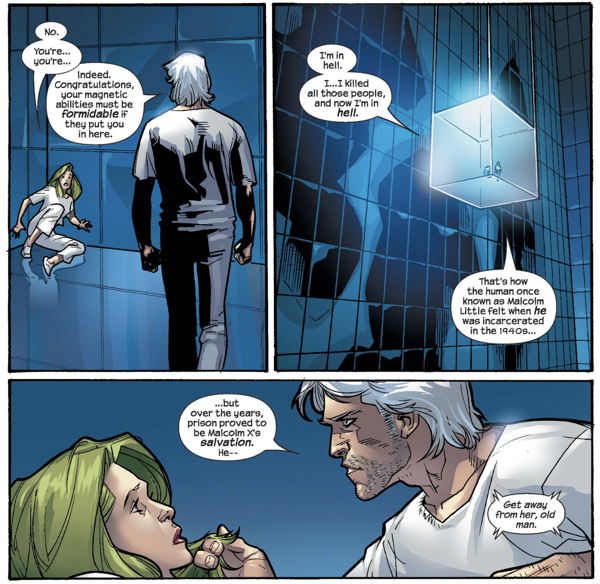 No.
You're...
you're...
Indeed.
Congratulations,
your magnetic
abilities must be
formidable if
they put you
in here.
I'm in
hell.
I...I killed
all those people,
and now I'm in
hell.
That's how
the human once
known as Malcolm
Little felt when he
was incarcerated
in the 1940s...
...but
over the years,
prison proved to
be Malcolm X's
salvation.
He--
Get away
from her, old
man.